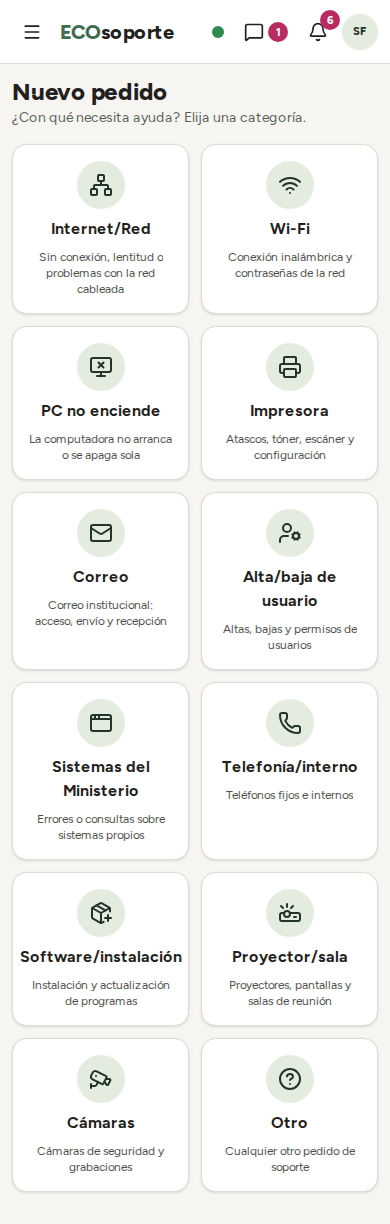 ECOsoporte
1
6
SF
Nuevo pedido
¿Con qué necesita ayuda? Elija una categoría.
Internet/Red
Sin conexión, lentitud o
problemas con la red
cableada
Wi-Fi
Conexión inalámbrica y
contraseñas de la red
PC no enciende
La computadora no arranca
o se apaga sola
Impresora
Atascos, tóner, escáner y
configuración
Correo
Correo institucional:
acceso, envío y recepción
Alta/baja de
usuario
Altas, bajas y permisos de
usuarios
Sistemas del
Ministerio
Errores o consultas sobre
sistemas propios
Telefonía/interno
Teléfonos fijos e internos
Software/instalación
Instalación y actualización
de programas
Proyector/sala
Proyectores, pantallas y
salas de reunión
Cámaras
Cámaras de seguridad y
grabaciones
Otro
Cualquier otro pedido de
soporte